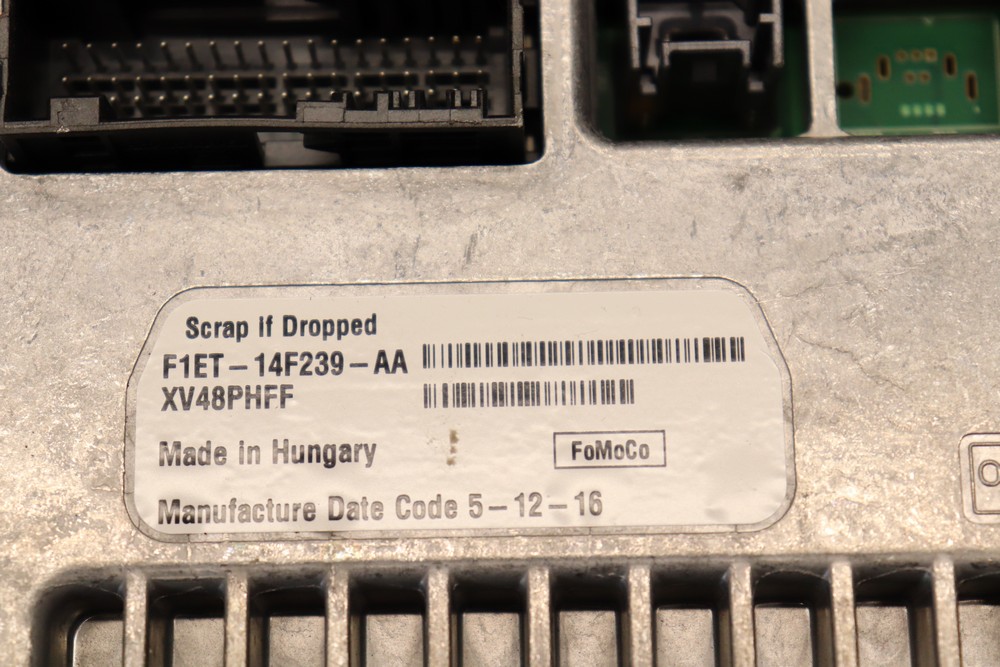 Scrap If Dropped
F1ET-14F239-AA
XV48PHFF
Made in Hungary
FoMoCo
Manufacture Date Code 5-12-16